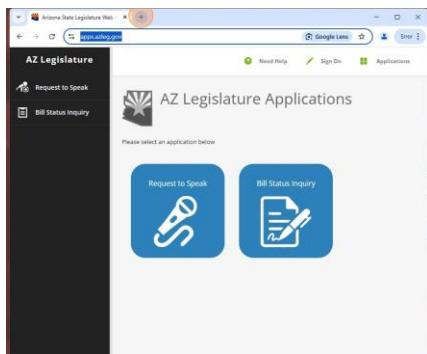 Arizona State Legislature Web
apps.azleg.gov
Google Lens
Error
AZ Legislature
Need Help
Sign On
Applications
Request to Speak
Bill Status Inquiry
AZ Legislature Applications
Please select an application below
Request to Speak
Bill Status Inquiry